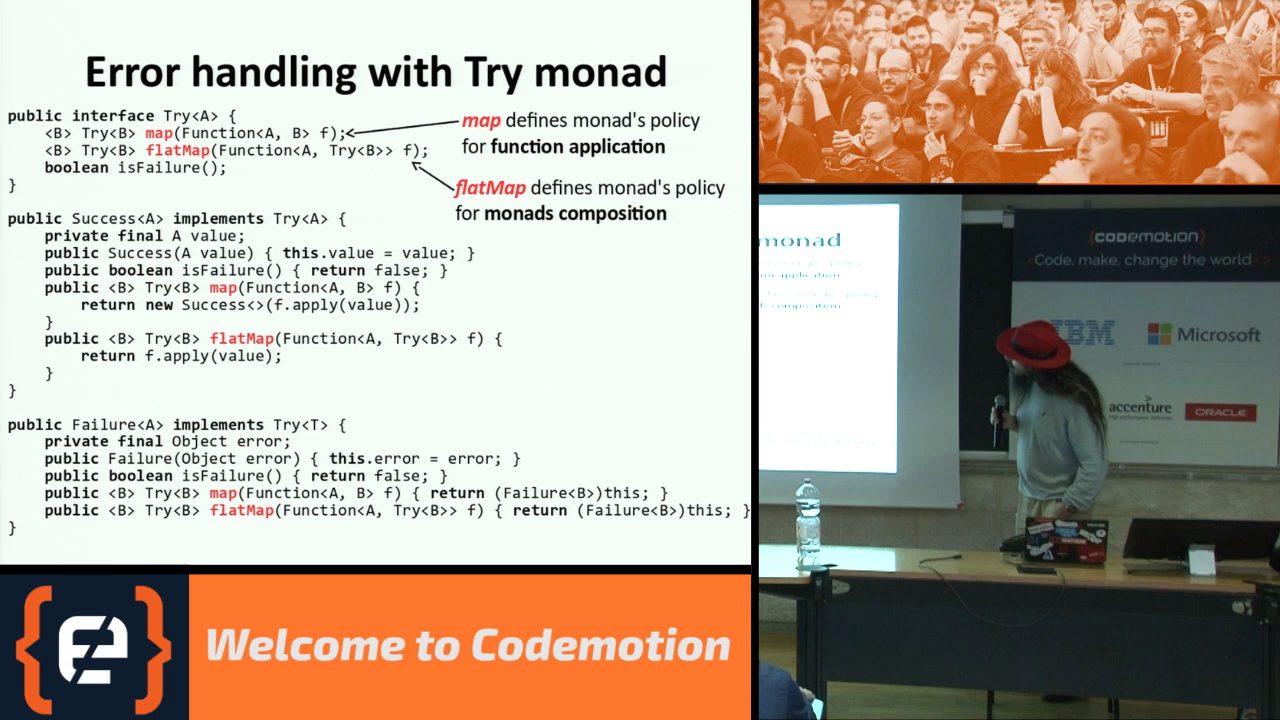 Error handling with Try monad
public interface Try<A> {
    <B> Try<B> map(Function<A, B> f);
    <B> Try<B> flatMap(Function<A, Try<B>> f);
    boolean isFailure();
}
map defines monad's policy
for function application
flatMap defines monad's policy
for monads composition
public Success<A> implements Try<A> {
    private final A value;
    public Success(A value) { this.value = value; }
    public boolean isFailure() { return false; }
    public <B> Try<B> map(Function<A, B> f) {
        return new Success<>(f.apply(value));
    }
    public <B> Try<B> flatMap(Function<A, Try<B>> f) {
        return f.apply(value);
    }
}
public Failure<A> implements Try<T> {
    private final Object error;
    public Failure(Object error) { this.error = error; }
    public boolean isFailure() { return false; }
    public <B> Try<B> map(Function<A, B> f) { return (Failure<B>)this; }
    public <B> Try<B> flatMap(Function<A, Try<B>> f) { return (Failure<B>)this; }
}
Welcome to Codemotion
monad
{CODEMOTION}
<Code, make, change the world />
IBM
Microsoft
accenture
ORACLE